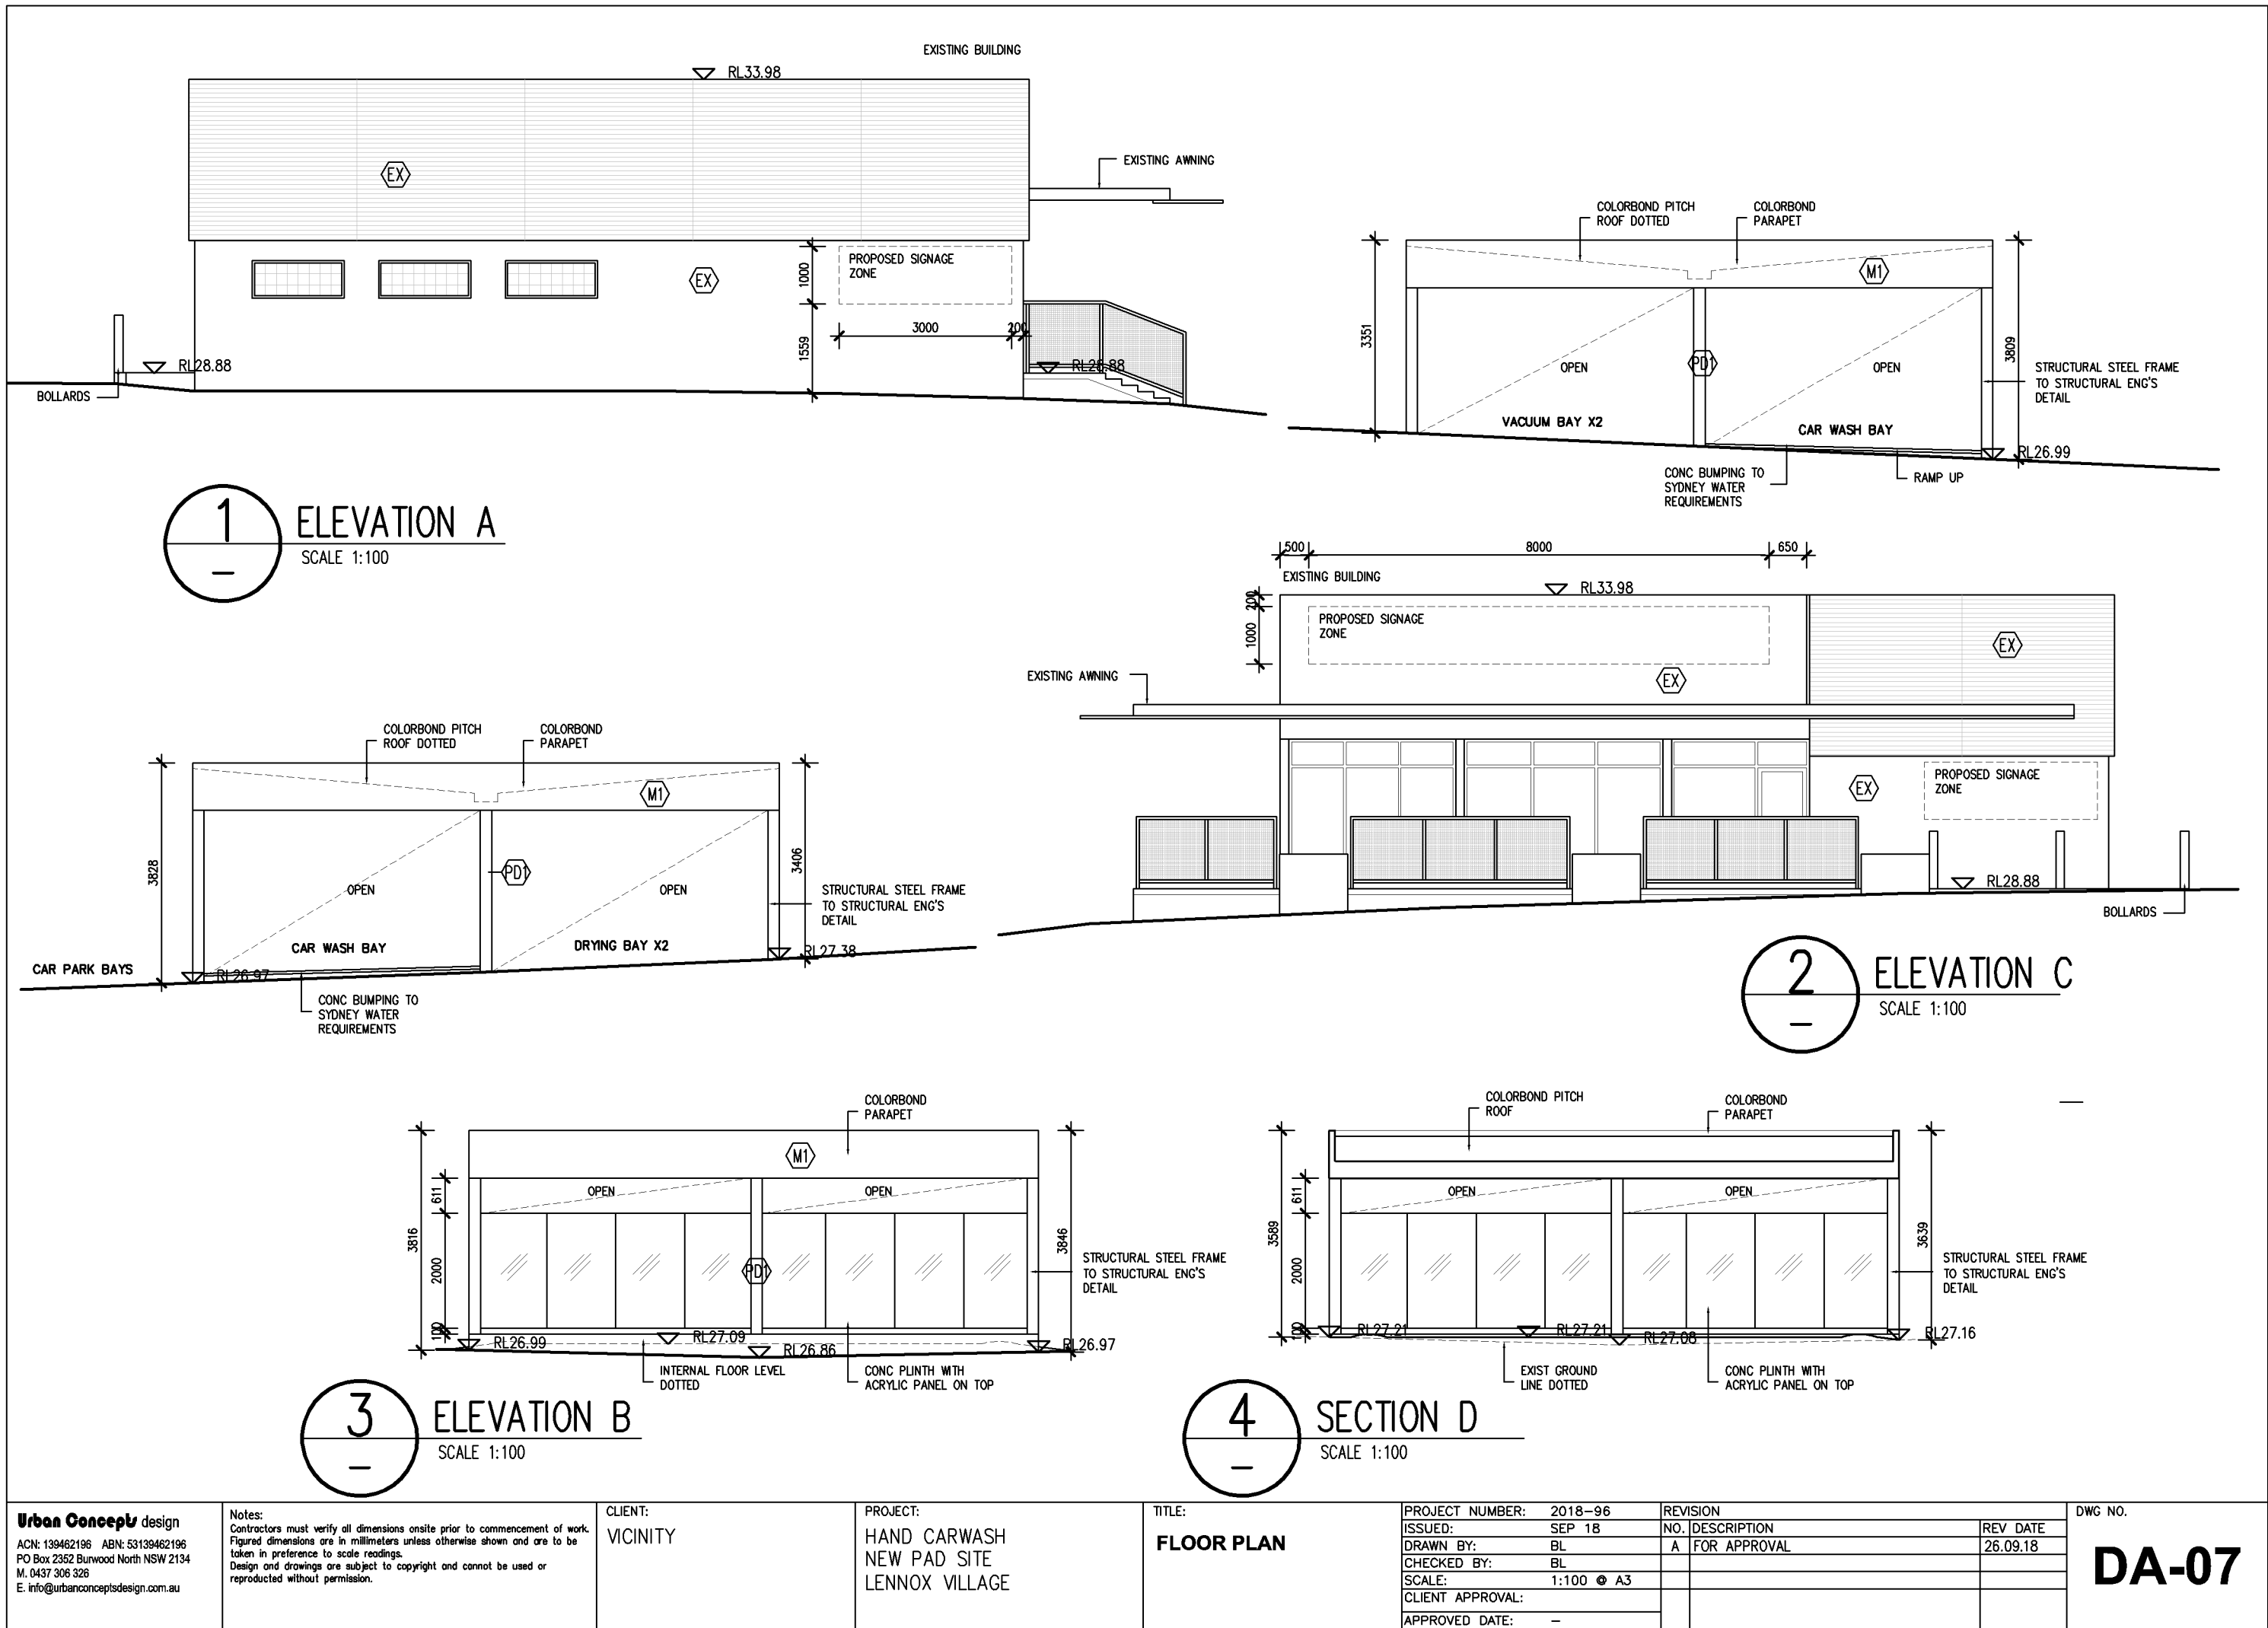 EXISTING BUILDING
RL33.98
EX
EXISTING AWNING
EX
PROPOSED SIGNAGE
ZONE
1000
3000
200
1559
RL28.88
RL28.88
BOLLARDS
1
–
ELEVATION A
SCALE 1:100
COLORBOND PITCH
ROOF DOTTED
COLORBOND
PARAPET
M1
3351
3809
OPEN
PD1
OPEN
STRUCTURAL STEEL FRAME
TO STRUCTURAL ENG'S
DETAIL
VACUUM BAY X2
CAR WASH BAY
RL26.99
CONC BUMPING TO
SYDNEY WATER
REQUIREMENTS
RAMP UP
500
8000
650
EXISTING BUILDING
RL33.98
200
1000
PROPOSED SIGNAGE
ZONE
EX
EX
EXISTING AWNING
EX
PROPOSED SIGNAGE
ZONE
RL28.88
BOLLARDS
2
–
ELEVATION C
SCALE 1:100
COLORBOND PITCH
ROOF DOTTED
COLORBOND
PARAPET
M1
3828
3406
OPEN
PD1
OPEN
STRUCTURAL STEEL FRAME
TO STRUCTURAL ENG'S
DETAIL
CAR WASH BAY
DRYING BAY X2
CAR PARK BAYS
RL26.97
RL27.38
CONC BUMPING TO
SYDNEY WATER
REQUIREMENTS
COLORBOND
PARAPET
M1
611
OPEN
OPEN
3816
2000
100
3846
PD1
STRUCTURAL STEEL FRAME
TO STRUCTURAL ENG'S
DETAIL
RL26.99
RL27.09
RL26.86
RL26.97
INTERNAL FLOOR LEVEL
DOTTED
CONC PLINTH WITH
ACRYLIC PANEL ON TOP
3
–
ELEVATION B
SCALE 1:100
COLORBOND PITCH
ROOF
COLORBOND
PARAPET
611
OPEN
OPEN
3589
2000
100
3639
STRUCTURAL STEEL FRAME
TO STRUCTURAL ENG'S
DETAIL
RL27.21
RL27.21
RL27.08
RL27.16
EXIST GROUND
LINE DOTTED
CONC PLINTH WITH
ACRYLIC PANEL ON TOP
4
–
SECTION D
SCALE 1:100
Urban Concepts design
ACN: 139462196 ABN: 53139462196
PO Box 2352 Burwood North NSW 2134
M. 0437 306 326
E. info@urbanconceptsdesign.com.au
Notes:
Contractors must verify all dimensions onsite prior to commencement of work.
Figured dimensions are in millimeters unless otherwise shown and are to be
taken in preference to scale readings.
Design and drawings are subject to copyright and cannot be used or
reproduced without permission.
CLIENT:
VICINITY
PROJECT:
HAND CARWASH
NEW PAD SITE
LENNOX VILLAGE
TITLE:
FLOOR PLAN
PROJECT NUMBER: 2018-96
ISSUED: SEP 18
DRAWN BY: BL
CHECKED BY: BL
SCALE: 1:100 @ A3
CLIENT APPROVAL:
APPROVED DATE: –
REVISION
NO. DESCRIPTION REV DATE
A FOR APPROVAL 26.09.18
DWG NO.
DA-07